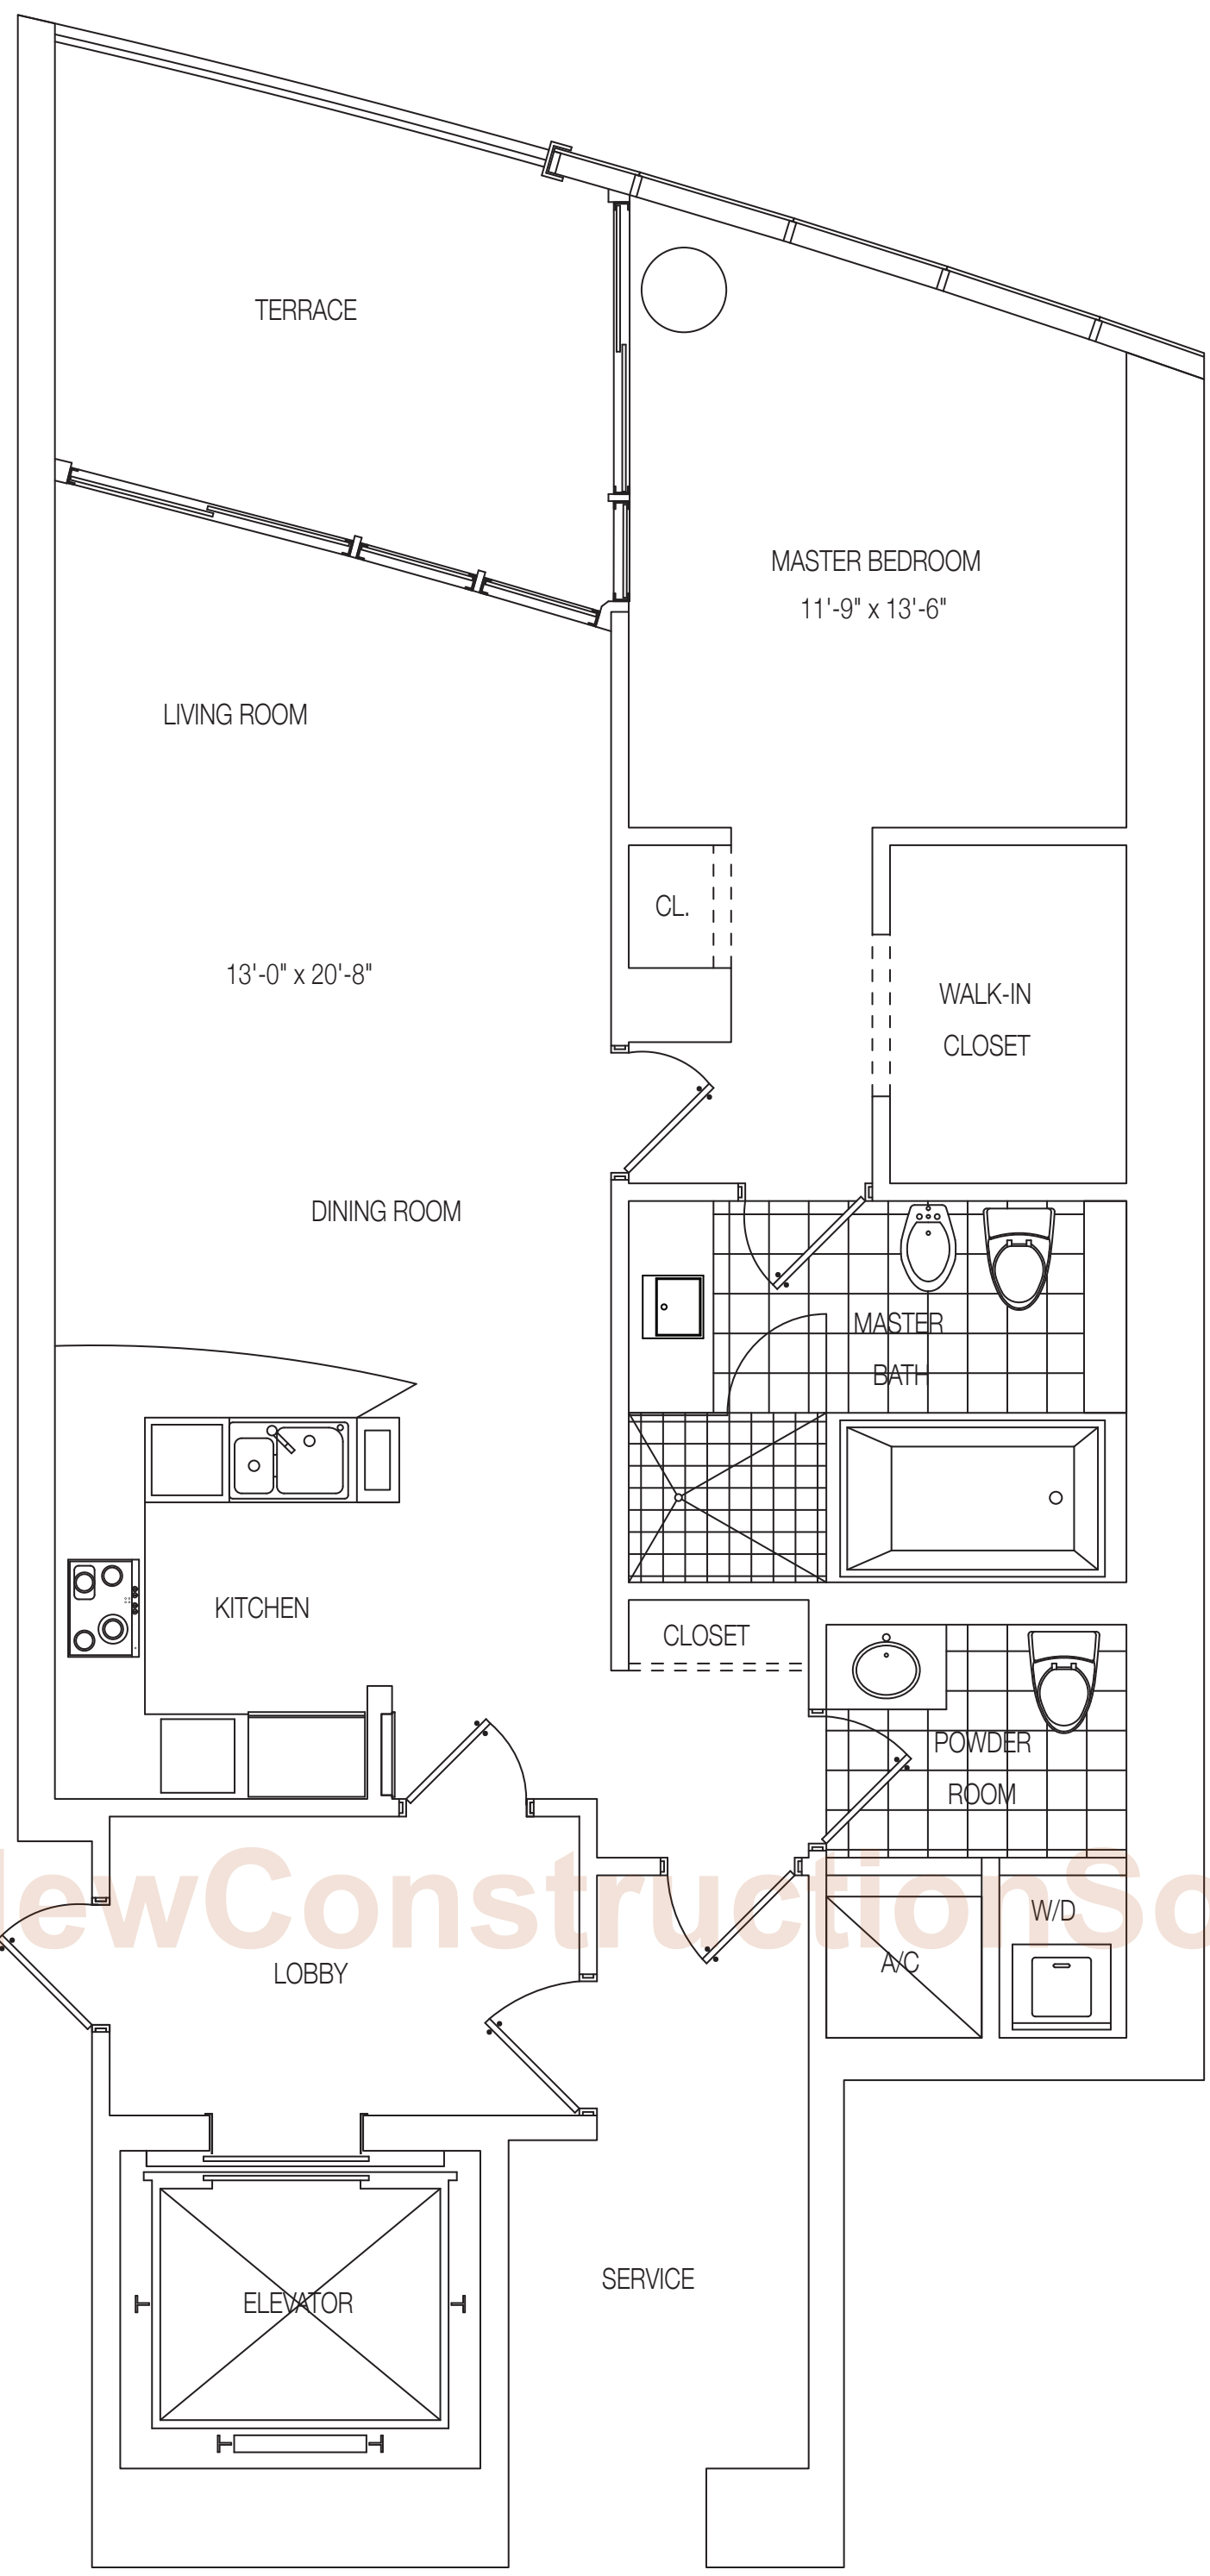 TERRACE
MASTER BEDROOM
11'-9" x 13'-6"
LIVING ROOM
CL.
13'-0" x 20'-8"
WALK-IN
CLOSET
DINING ROOM
MASTER
BATH
KITCHEN
CLOSET
POWDER
ROOM
ewConstructionSo
W/D
A/C
LOBBY
SERVICE
ELEVATOR